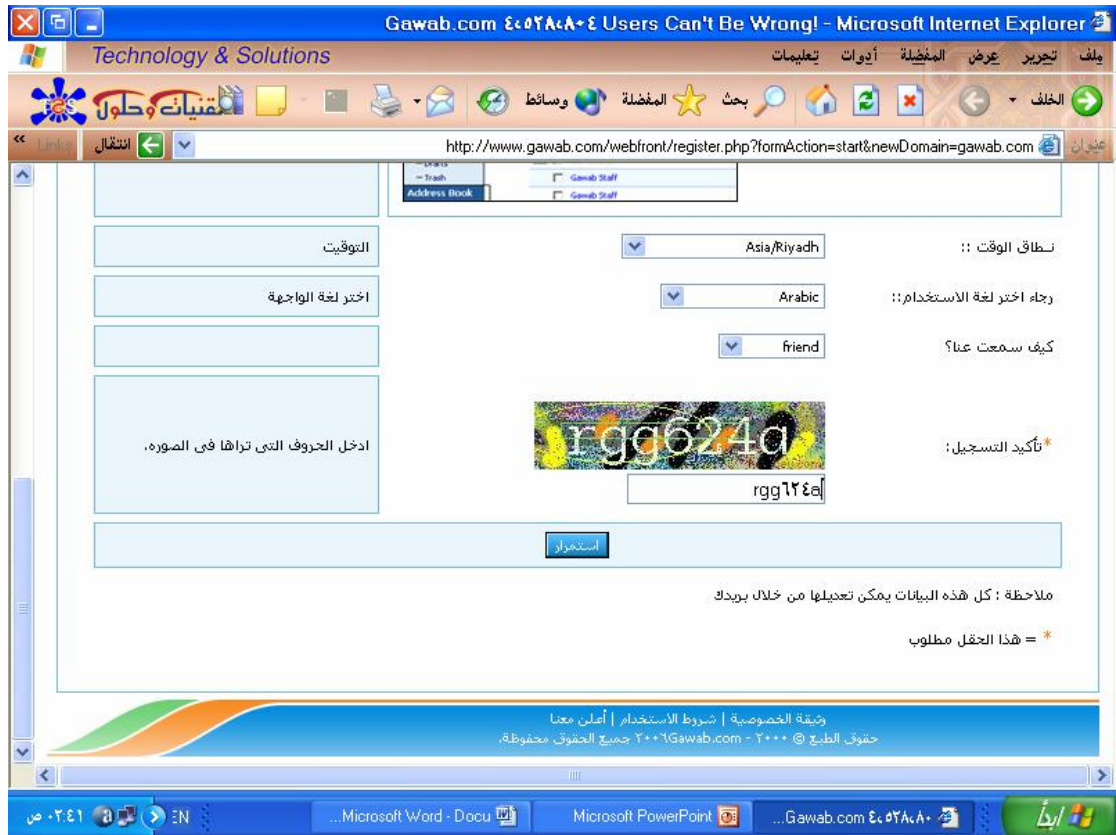 Gawab.com ٤٤٥٢٨٠٨٠٤ Users Can't Be Wrong! - Microsoft Internet Explorer
Technology & Solutions
ملف تحرير عرض المفضلة أدوات تعليمات
الخلف بحث المفضلة وسائط تقنيات وحلول
عنوان http://www.gawab.com/webfront/register.php?formAction=start&newDomain=gawab.com انتقال Links
Drafts
Trash
Address Book
Gawab Staff
Gawab Staff
نطاق الوقت :: Asia/Riyadh التوقيت
رجاء اختر لغة الاستخدام:: Arabic اختر لغة الواجهة
كيف سمعت عنا؟ friend
*تأكيد التسجيل: rgg624a ادخل الحروف التى تراها فى الصوره.
rgg٦٢٤a
استمرار
ملاحظة : كل هذه البيانات يمكن تعديلها من خلال بريدك
* = هذا الحقل مطلوب
وثيقة الخصوصية | شروط الاستخدام | أعلن معنا
حقوق الطبع © ٢٠٠٠ - ٢٠٠٦Gawab.com جميع الحقوق محفوظة.
ابدأ Gawab.com ٤٤٥٢٨٠٨٠... Microsoft PowerPoint Microsoft Word - Docu... EN ٠٢:٤١ ص